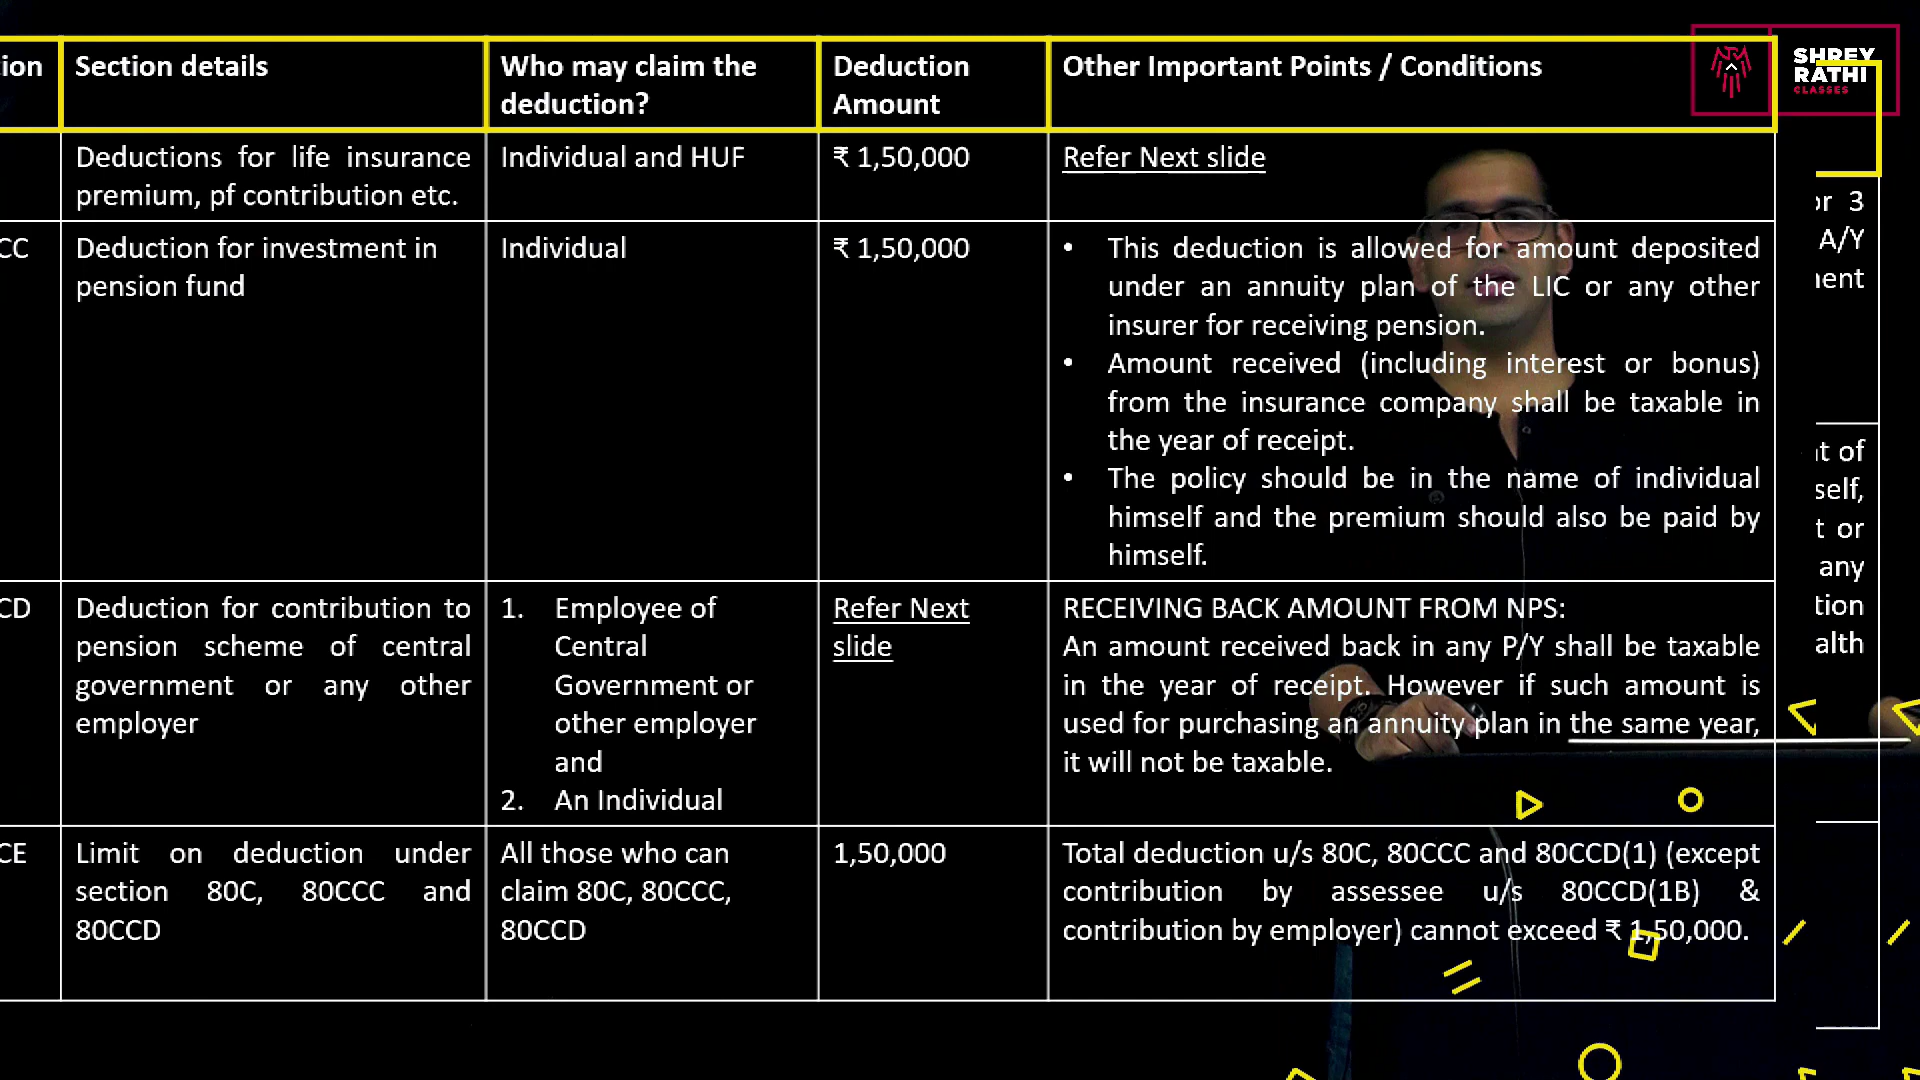 ion
Section details
Who may claim the
deduction?
Deduction
Amount
Other Important Points / Conditions
SHREY
RATHI
CLASSES
Deductions for life insurance
premium, pf contribution etc.
Individual and HUF
₹ 1,50,000
Refer Next slide
CC
Deduction for investment in
pension fund
Individual
₹ 1,50,000
• This deduction is allowed for amount deposited
under an annuity plan of the LIC or any other
insurer for receiving pension.
• Amount received (including interest or bonus)
from the insurance company shall be taxable in
the year of receipt.
• The policy should be in the name of individual
himself and the premium should also be paid by
himself.
CD
Deduction for contribution to
pension scheme of central
government or any other
employer
1. Employee of
Central
Government or
other employer
and
2. An Individual
Refer Next
slide
RECEIVING BACK AMOUNT FROM NPS:
An amount received back in any P/Y shall be taxable
in the year of receipt. However if such amount is
used for purchasing an annuity plan in the same year,
it will not be taxable.
CE
Limit on deduction under
section 80C, 80CCC and
80CCD
All those who can
claim 80C, 80CCC,
80CCD
1,50,000
Total deduction u/s 80C, 80CCC and 80CCD(1) (except
contribution by assessee u/s 80CCD(1B) &
contribution by employer) cannot exceed ₹ 1,50,000.
or 3
A/Y
ent
t of
self,
t or
any
tion
alth